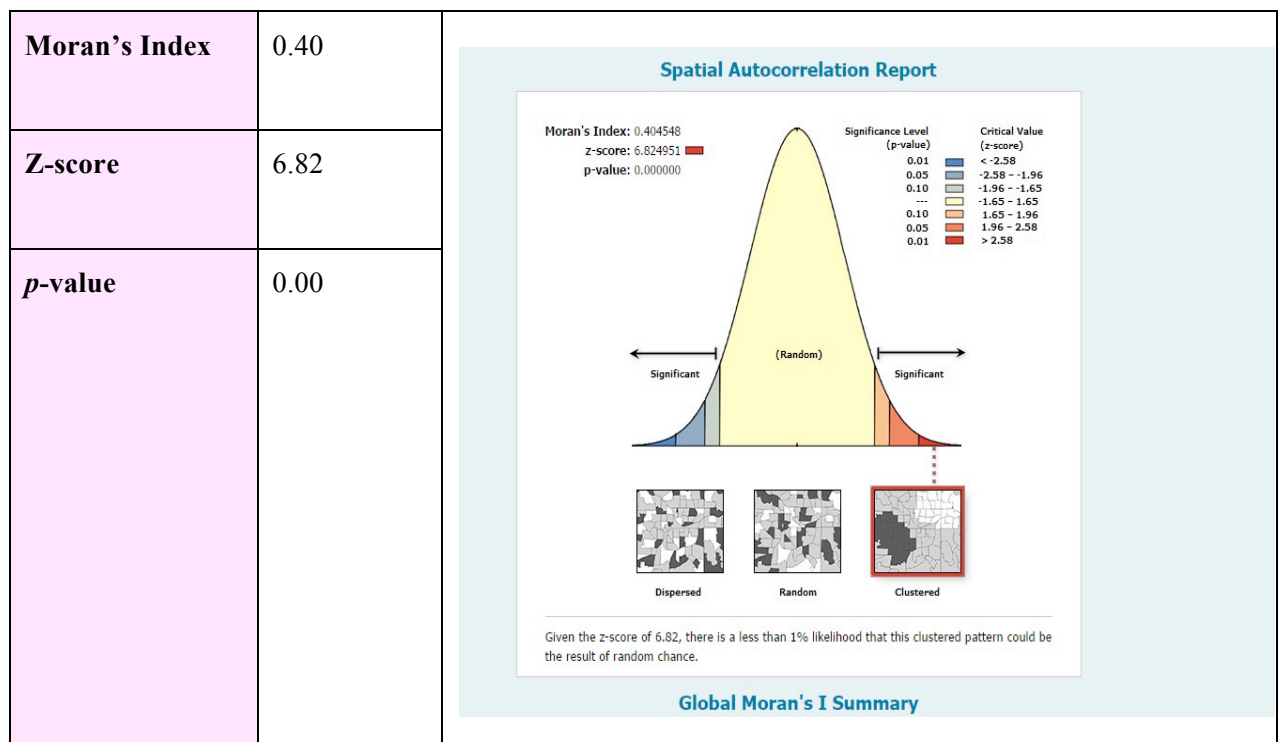 Moran's Index
0.40
Z-score
6.82
p-value
0.00
Spatial Autocorrelation Report
Moran's Index: 0.404548
z-score: 6.824951
p-value: 0.000000
Significance Level
(p-value)
Critical Value
(z-score)
0.01 < -2.58
0.05 -2.58 – -1.96
0.10 -1.96 – -1.65
--- -1.65 – 1.65
0.10 1.65 – 1.96
0.05 1.96 – 2.58
0.01 > 2.58
(Random)
Significant
Significant
Dispersed
Random
Clustered
Given the z-score of 6.82, there is a less than 1% likelihood that this clustered pattern could be
the result of random chance.
Global Moran's I Summary